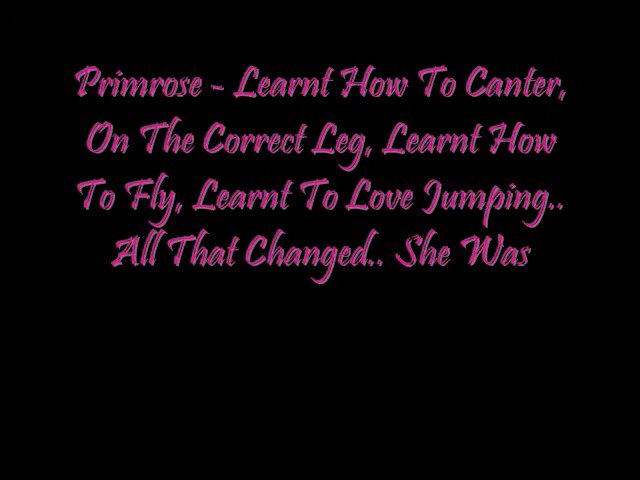 Primrose - Learnt How To Canter,
On The Correct Leg, Learnt How
To Fly, Learnt To Love Jumping..
All That Changed.. She Was